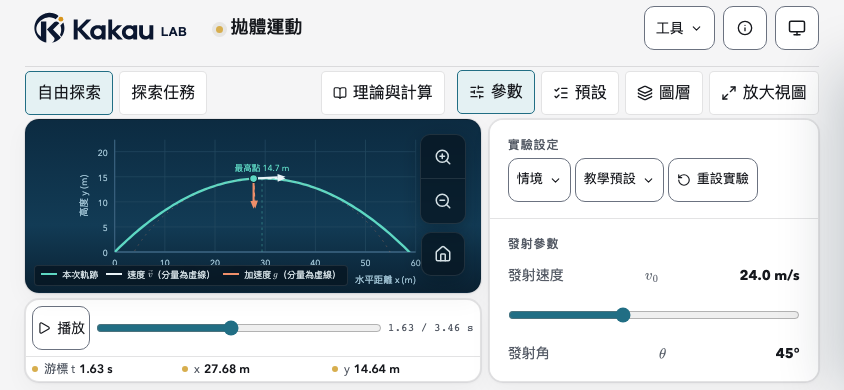 Kakau LAB 拋體運動 工具
自由探索 探索任務 理論與計算 參數 預設 圖層 放大視圖
實驗設定
情境 教學預設 重設實驗
發射參數
發射速度 v₀ 24.0 m/s
發射角 θ 45°
最高點 14.7 m
高度 y (m)
20
15
10
5
0
0 10 20 30 40 50 60
水平距離 x (m)
本次軌跡 速度 v⃗ (分量為虛線) 加速度 g (分量為虛線)
播放 1.63 / 3.46 s
游標 t 1.63 s x 27.68 m y 14.64 m